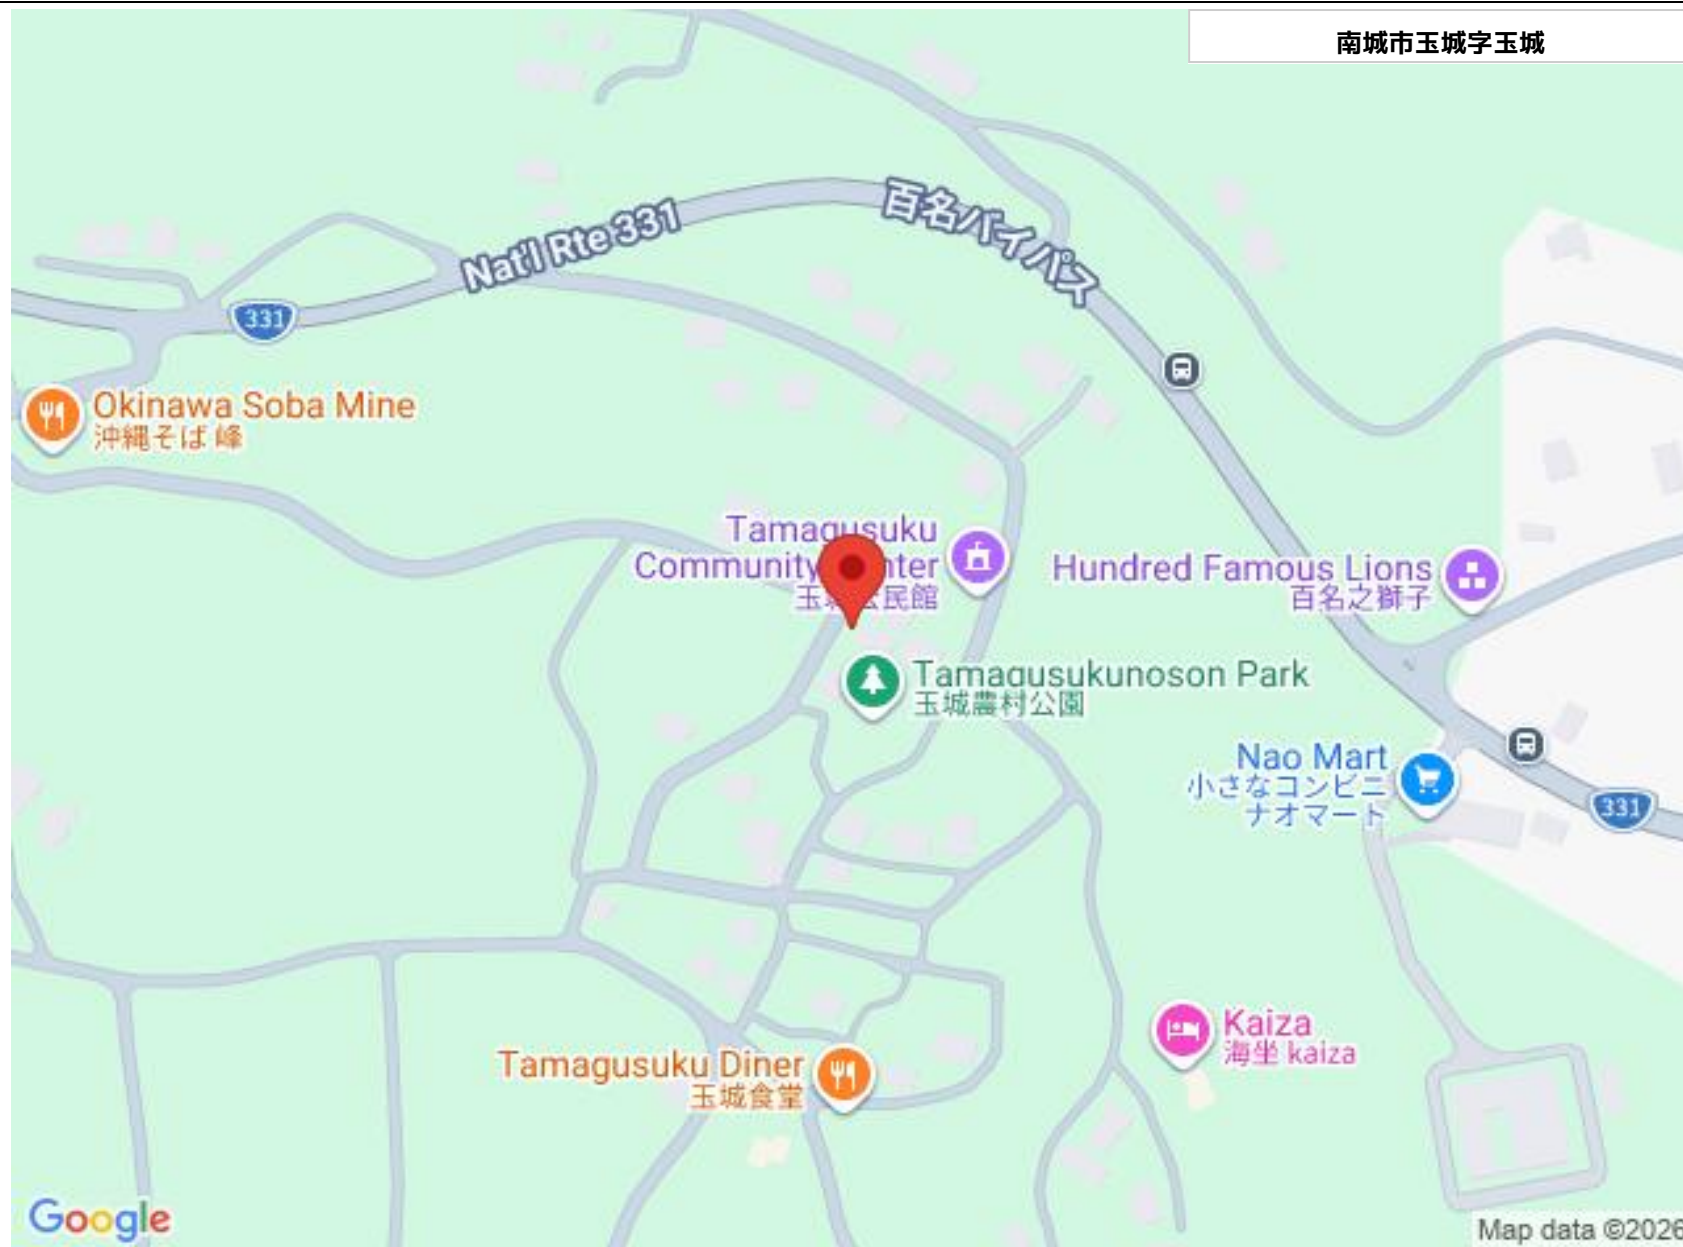 南城市玉城字玉城
百名バイパス
Nat'l Rte 331
331
Okinawa Soba Mine
沖縄そば 峰
Tamagusuku
Community
民館
Hundred Famous Lions
百名之獅子
Tamagusukunoson Park
玉城農村公園
Nao Mart
小さなコンビニ
ナオマート
331
Kaiza
海坐 kaiza
Tamagusuku Diner
玉城食堂
Google
Map data ©2026